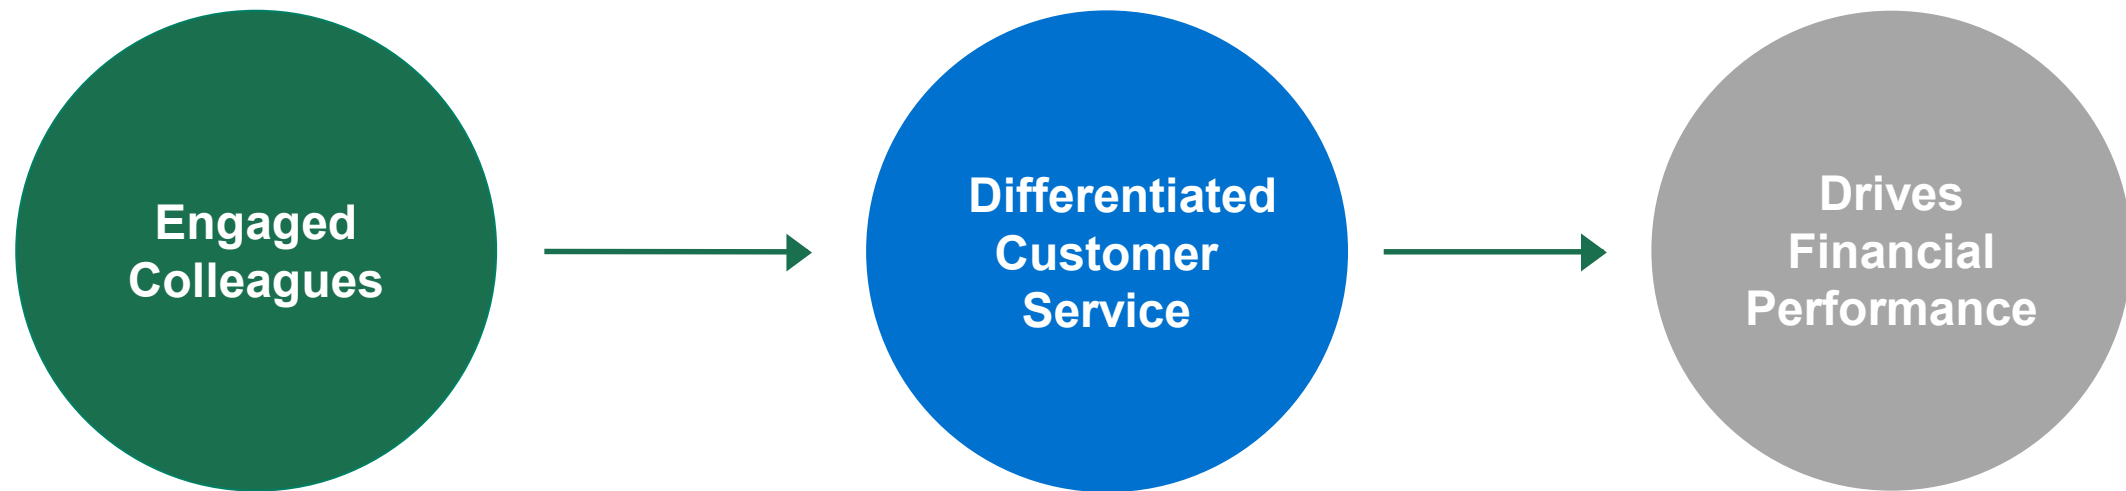 Engaged
Colleagues
Differentiated
Customer
Service
Drives
Financial
Performance